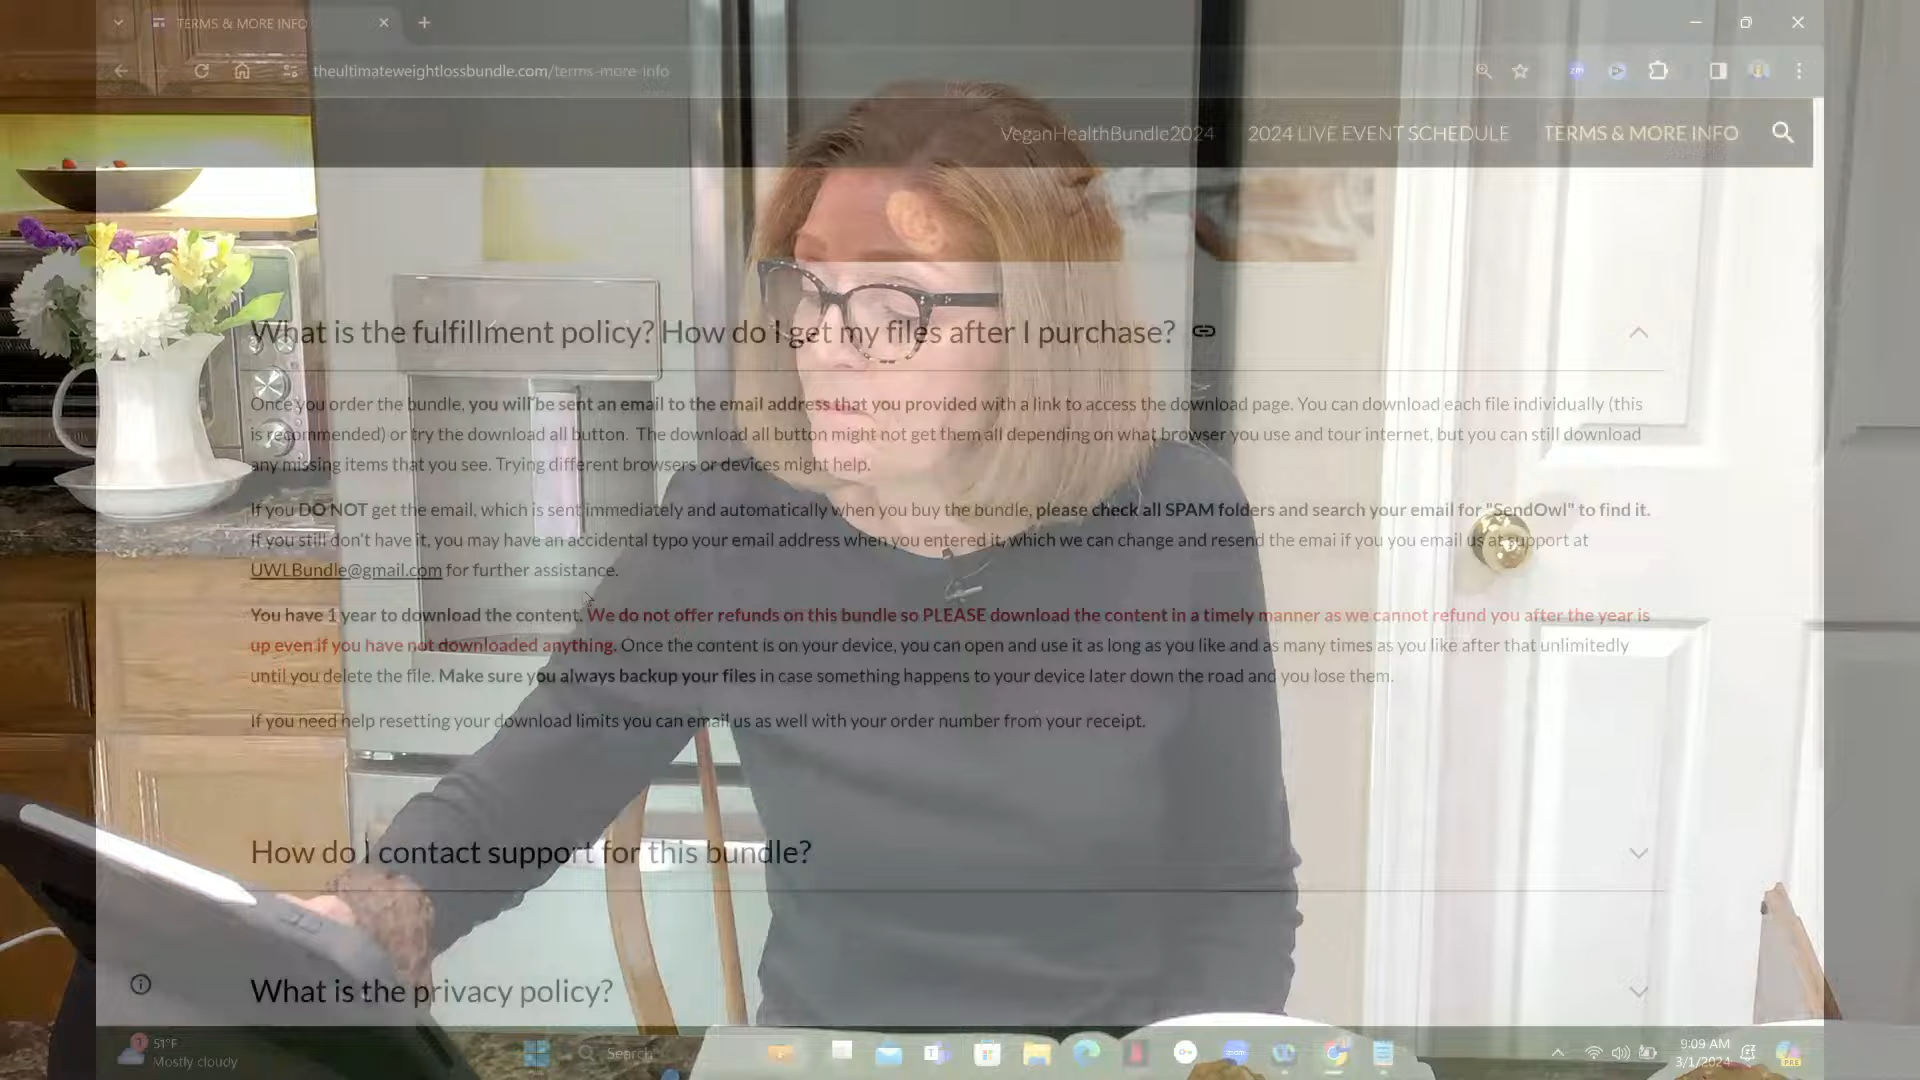 TERMS & MORE INFO
theultimateweightlossbundle.com/terms-more-info
VeganHealthBundle2024 2024 LIVE EVENT SCHEDULE TERMS & MORE INFO
What is the fulfillment policy? How do I get my files after I purchase?
Once you order the bundle, you will be sent an email to the email address that you provided with a link to access the download page. You can download each file individually (this
is recommended) or try the download all button. The download all button might not get them all depending on what browser you use and tour internet, but you can still download
any missing items that you see. Trying different browsers or devices might help.
If you DO NOT get the email, which is sent immediately and automatically when you buy the bundle, please check all SPAM folders and search your email for "SendOwl" to find it.
If you still don't have it, you may have an accidental typo your email address when you entered it, which we can change and resend the emai if you you email us at support at
UWLBundle@gmail.com for further assistance.
You have 1 year to download the content. We do not offer refunds on this bundle so PLEASE download the content in a timely manner as we cannot refund you after the year is
up even if you have not downloaded anything. Once the content is on your device, you can open and use it as long as you like and as many times as you like after that unlimitedly
until you delete the file. Make sure you always backup your files in case something happens to your device later down the road and you lose them.
If you need help resetting your download limits you can email us as well with your order number from your receipt.
How do I contact support for this bundle?
What is the privacy policy?
1
51°F
Mostly cloudy
Search
zm
zoom
9:09 AM
3/1/2024
PRE